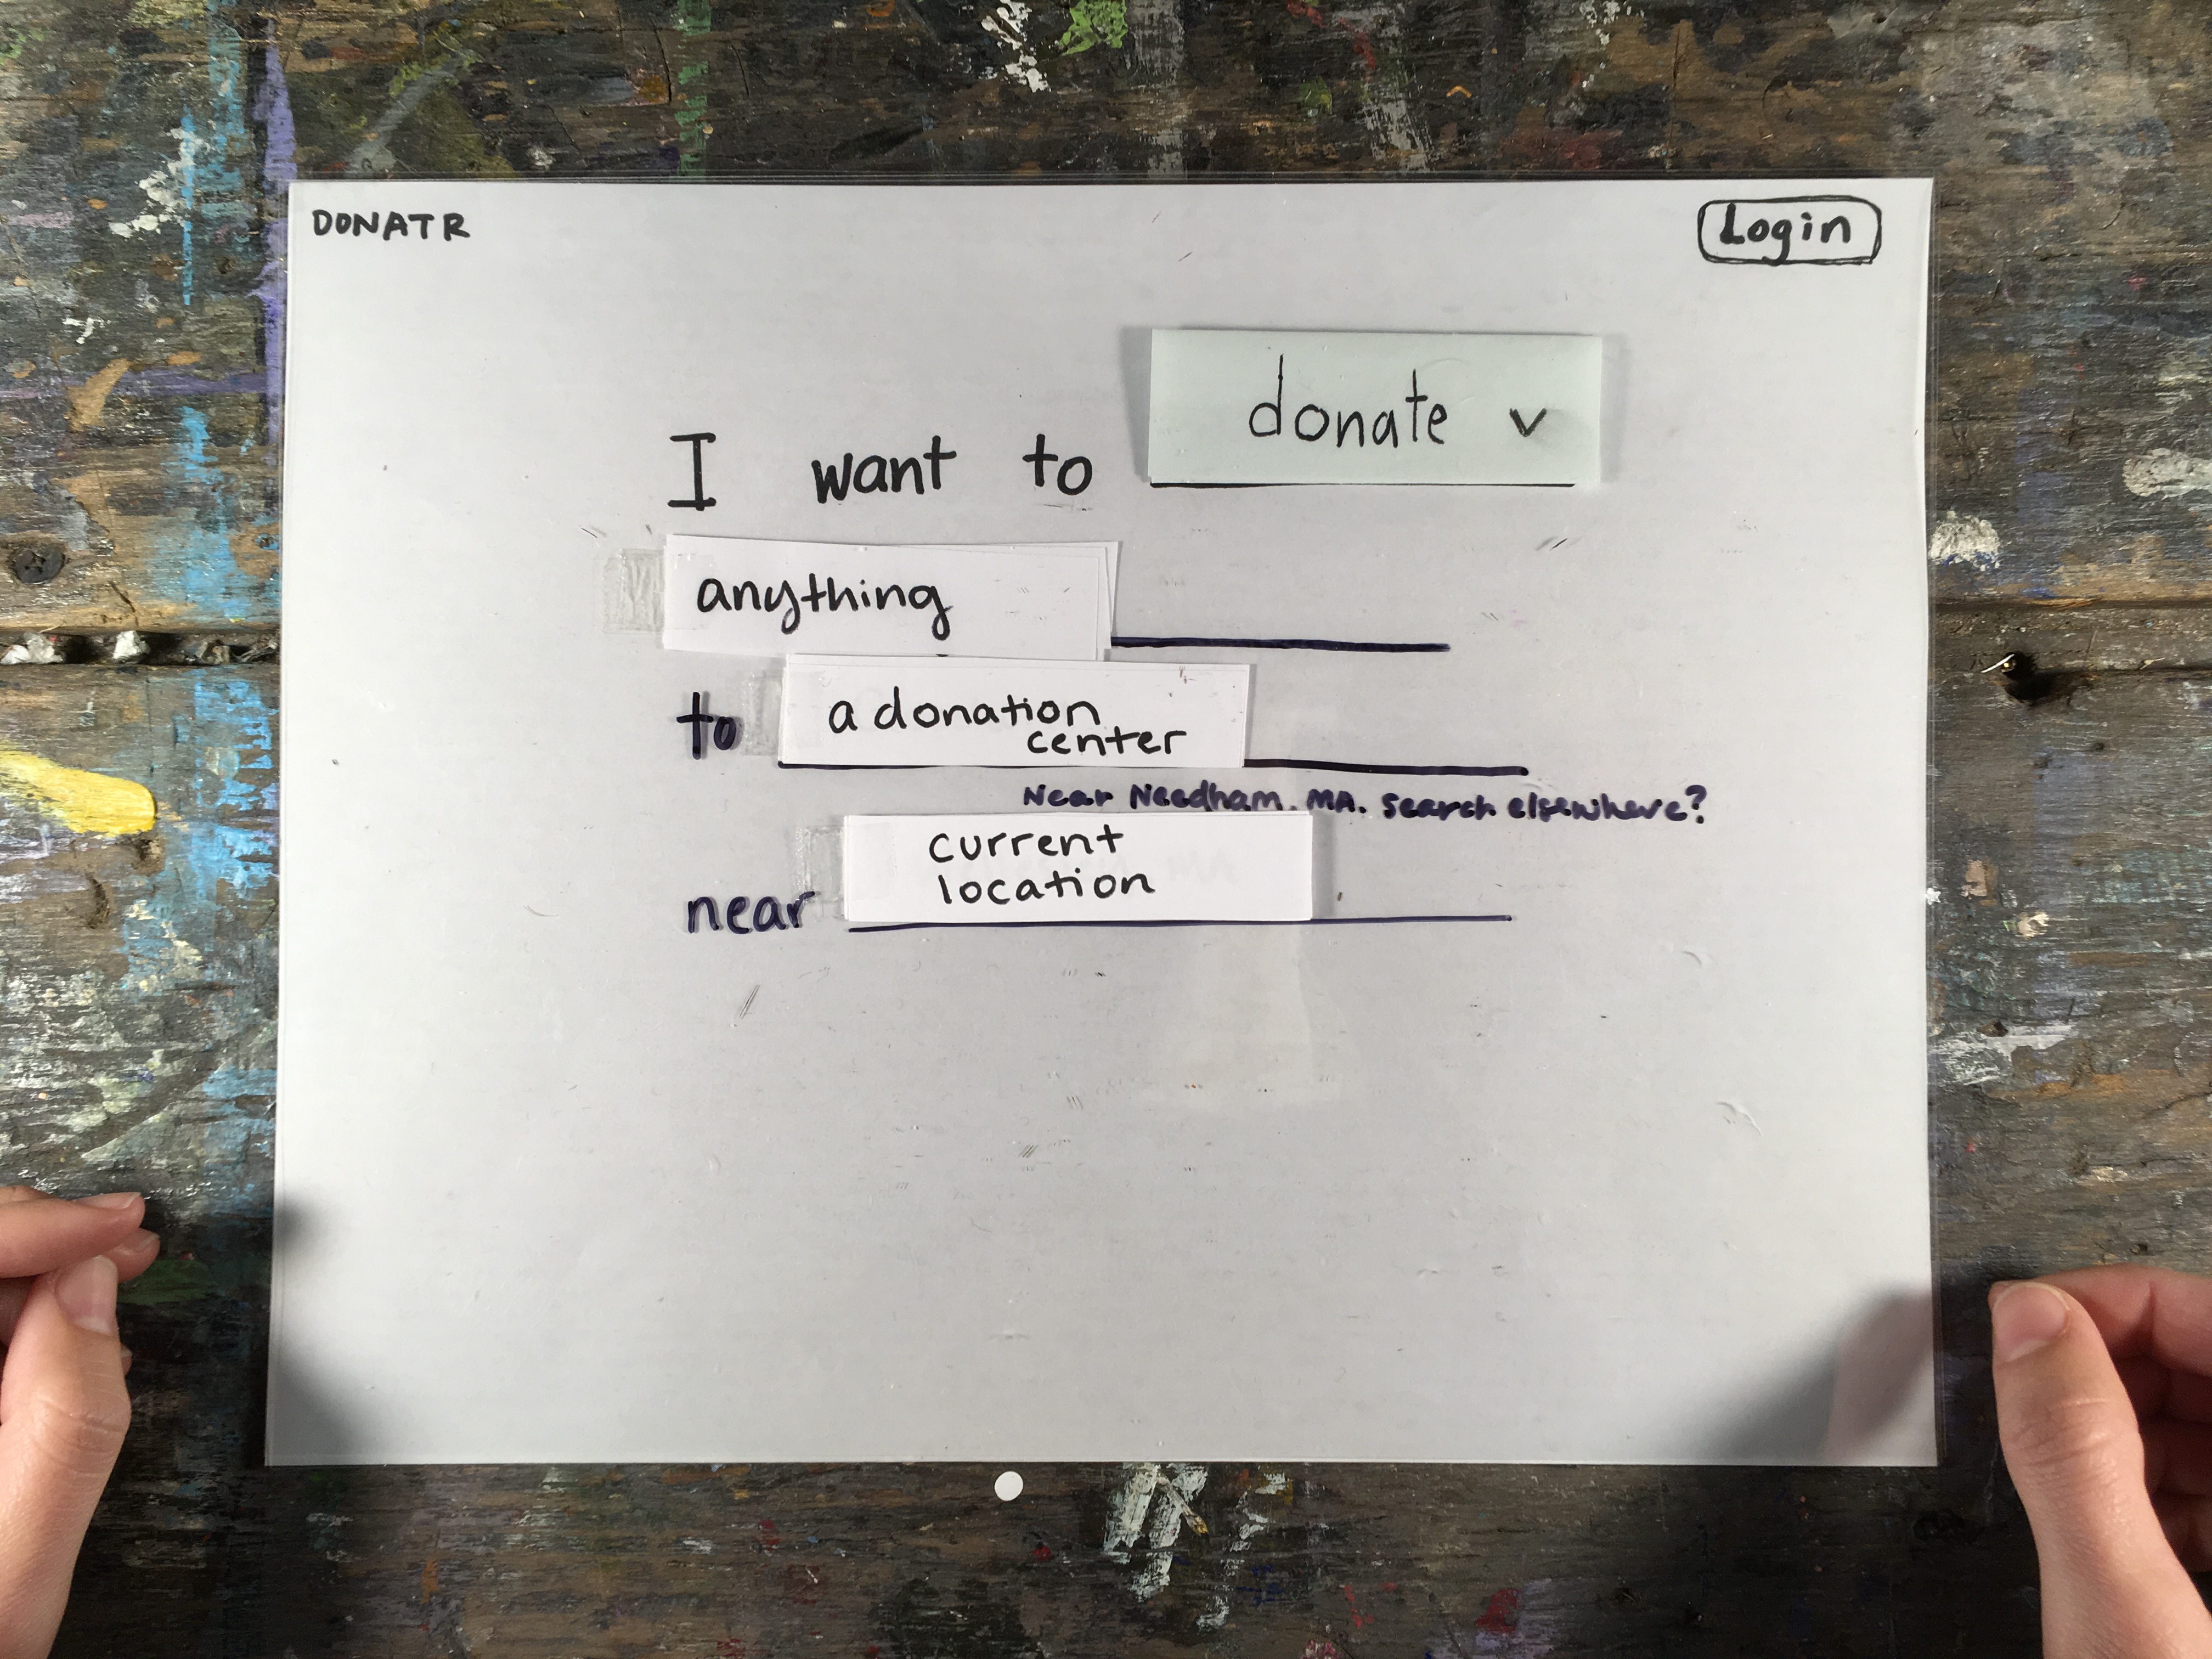 DONATR
Login
I want to donate v
anything
to a donation
center
Near Needham, MA. Search elsewhere?
current
location
near